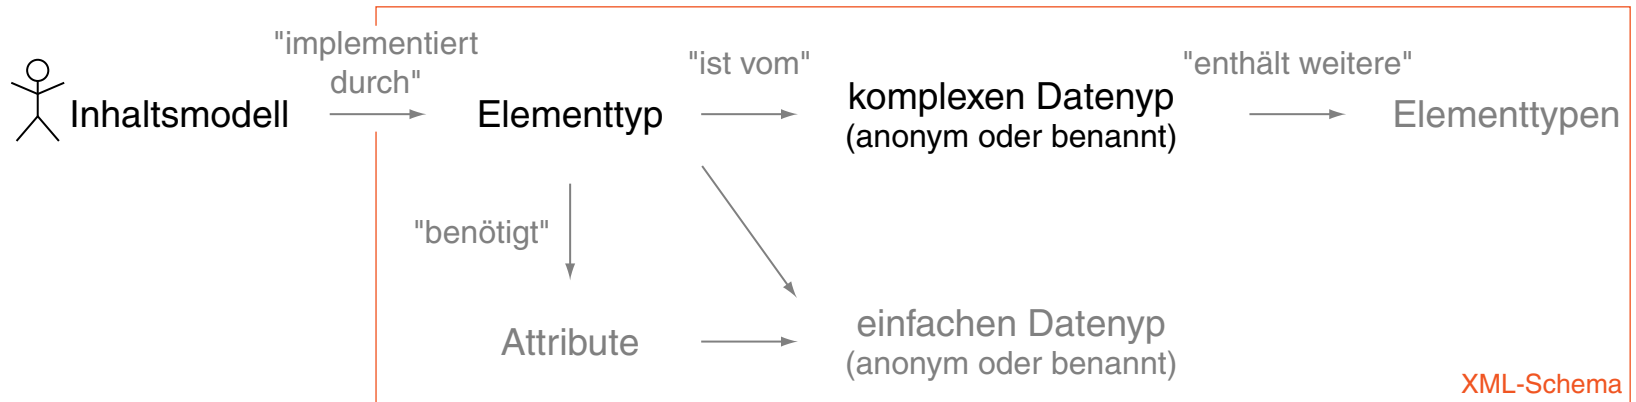 "implementiert
durch"
"ist vom"
"enthält weitere"
Inhaltsmodell
Elementtyp
komplexen Datenyp
(anonym oder benannt)
Elementtypen
"benötigt"
Attribute
einfachen Datenyp
(anonym oder benannt)
XML-Schema